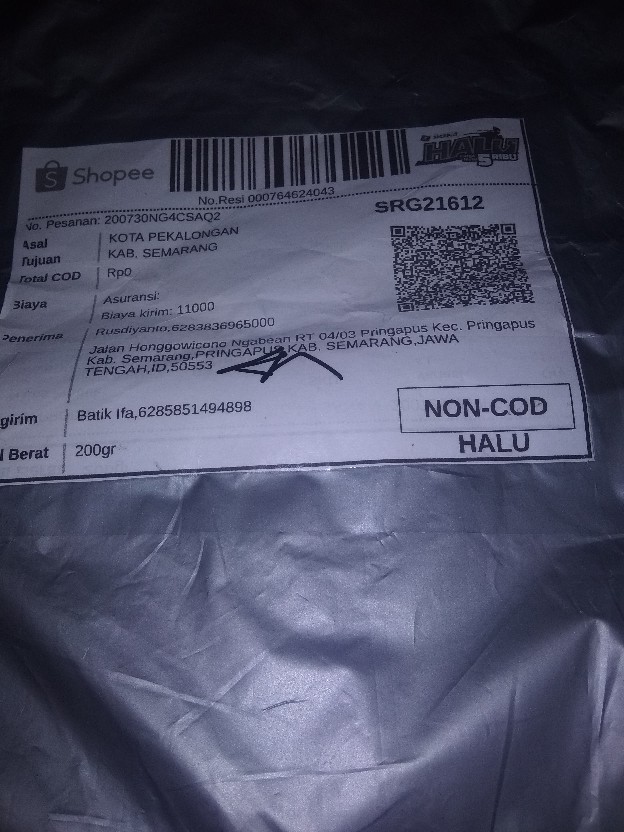 Shopee
HALU
5 RIBU
No.Resi 000764624043
No. Pesanan: 200730NG4CSAQ2
SRG21612
Asal KOTA PEKALONGAN
Tujuan KAB. SEMARANG
Total COD Rp0
Biaya Asuransi:
Biaya kirim: 11000
Penerima Rusdiyanto,6283836965000
Jalan Honggowicono Ngabean RT 04/03 Pringapus Kec. Pringapus
Kab. Semarang,PRINGAPUS,KAB. SEMARANG,JAWA
TENGAH,ID,50553
girim Batik Ifa,6285851494898
NON-COD
HALU
Berat 200gr